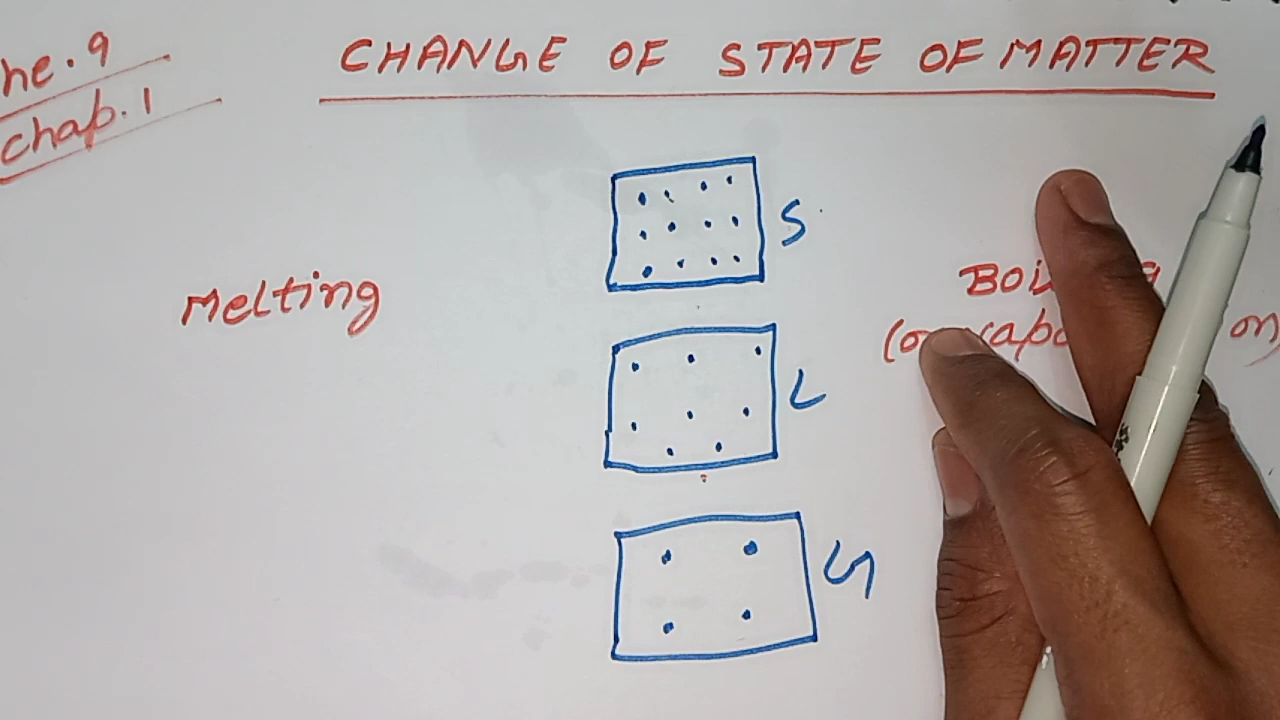 he. 9
Chap. 1
CHANGE OF STATE OF MATTER
S
Melting
L
G